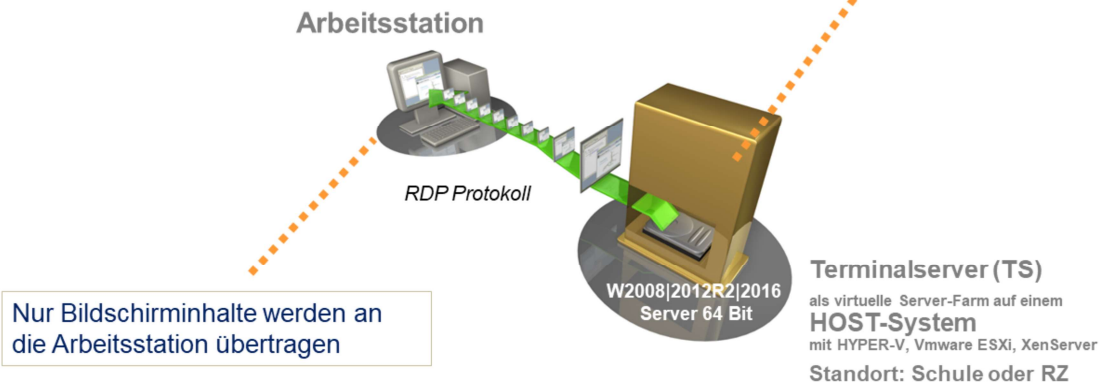 Arbeitsstation
RDP Protokoll
W2008|2012R2|2016
Server 64 Bit
Terminalserver (TS)
als virtuelle Server-Farm auf einem
HOST-System
mit HYPER-V, Vmware ESXi, XenServer
Standort: Schule oder RZ
Nur Bildschirminhalte werden an
die Arbeitsstation übertragen